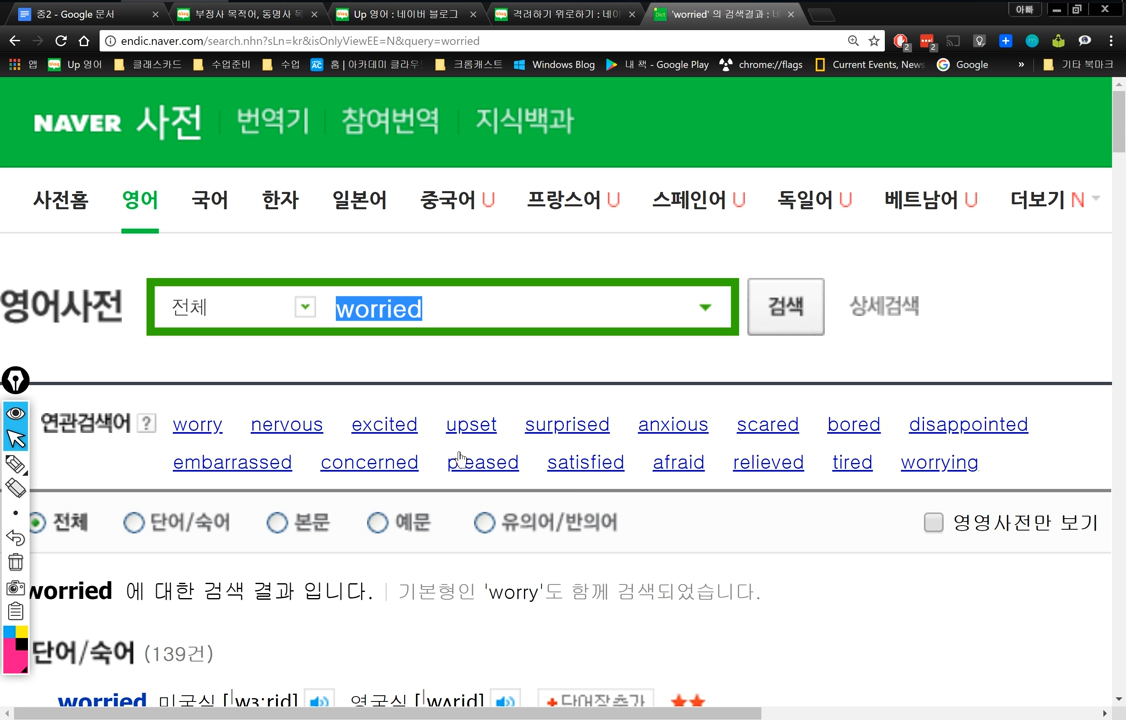 중2 - Google 문서 부정사 목적어, 동명사 목 Up 영어 : 네이버 블로그 격려하기 위로하기 : 네이 'worried' 의 검색결과 : 네 아빠
endic.naver.com/search.nhn?sLn=kr&isOnlyViewEE=N&query=worried
앱 Up 영어 클래스카드 수업준비 수업 홈 | 아카데미 클라우 크롬캐스트 Windows Blog 내 책 - Google Play chrome://flags Current Events, News Google » 기타 북마크
NAVER 사전 번역기 참여번역 지식백과
사전홈 영어 국어 한자 일본어 중국어 U 프랑스어 U 스페인어 U 독일어 U 베트남어 U 더보기 N
영어사전 전체 worried 검색 상세검색
연관검색어 ? worry nervous excited upset surprised anxious scared bored disappointed
embarrassed concerned pleased satisfied afraid relieved tired worrying
전체 단어/숙어 본문 예문 유의어/반의어 영영사전만 보기
worried 에 대한 검색 결과 입니다. 기본형인 'worry'도 함께 검색되었습니다.
단어/숙어 (139건)
worried 미국식 [ˈwɜ:rid] 영국식 [ˈwʌrid] +단어장추가